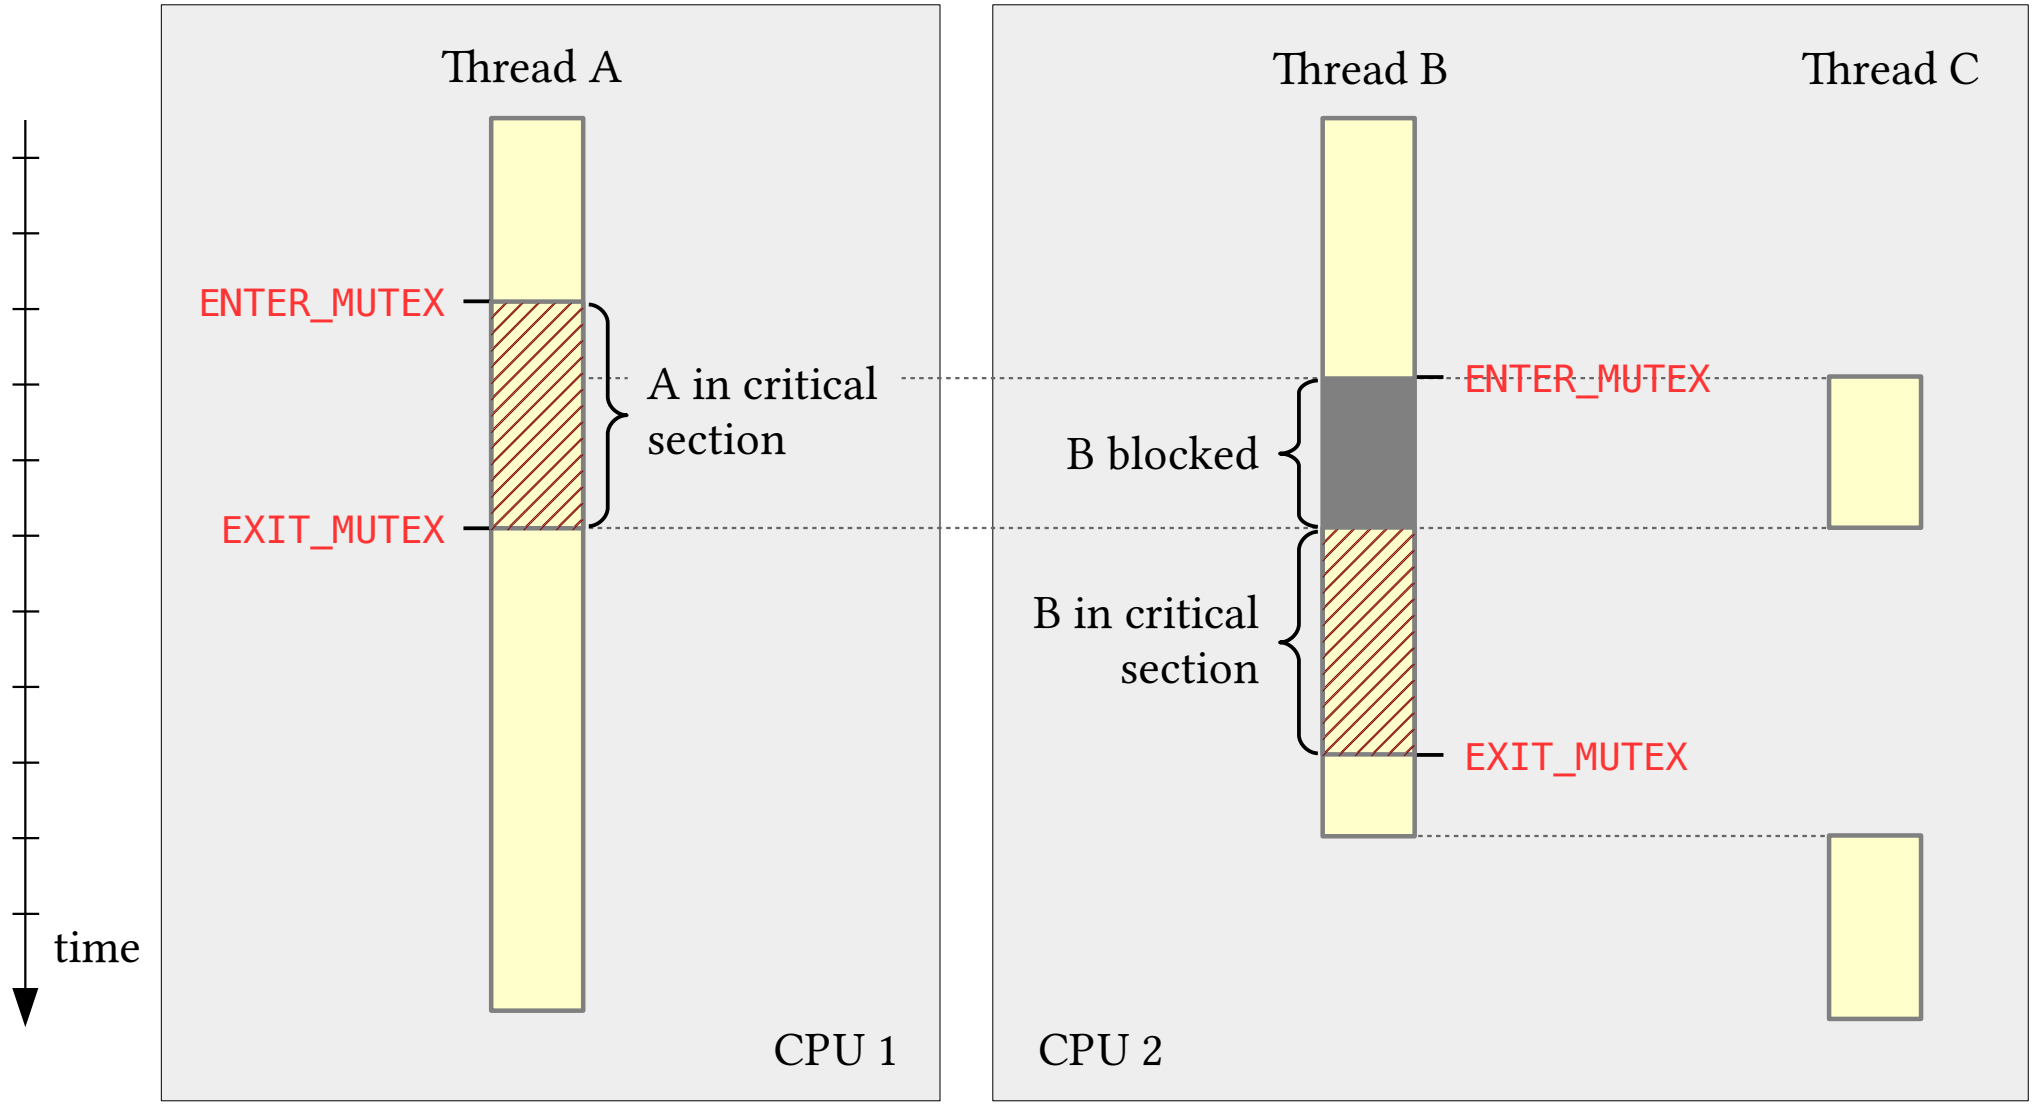 Thread A
Thread B
Thread C
ENTER_MUTEX
A in critical
section
ENTER_MUTEX
B blocked
EXIT_MUTEX
B in critical
section
EXIT_MUTEX
time
CPU 1
CPU 2